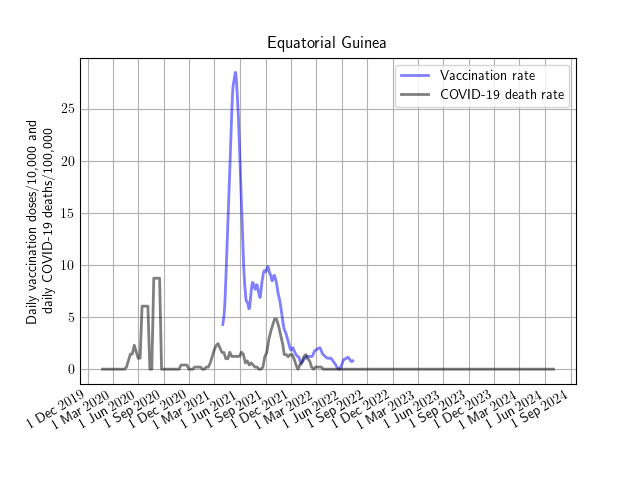 Equatorial Guinea
Vaccination rate
COVID-19 death rate
Daily vaccination doses/10,000 and
daily COVID-19 deaths/100,000
25
20
15
10
5
0
1 Dec 2019
1 Mar 2020
1 Jun 2020
1 Sep 2020
1 Dec 2020
1 Mar 2021
1 Jun 2021
1 Sep 2021
1 Dec 2021
1 Mar 2022
1 Jun 2022
1 Sep 2022
1 Dec 2022
1 Mar 2023
1 Jun 2023
1 Sep 2023
1 Dec 2023
1 Mar 2024
1 Jun 2024
1 Sep 2024